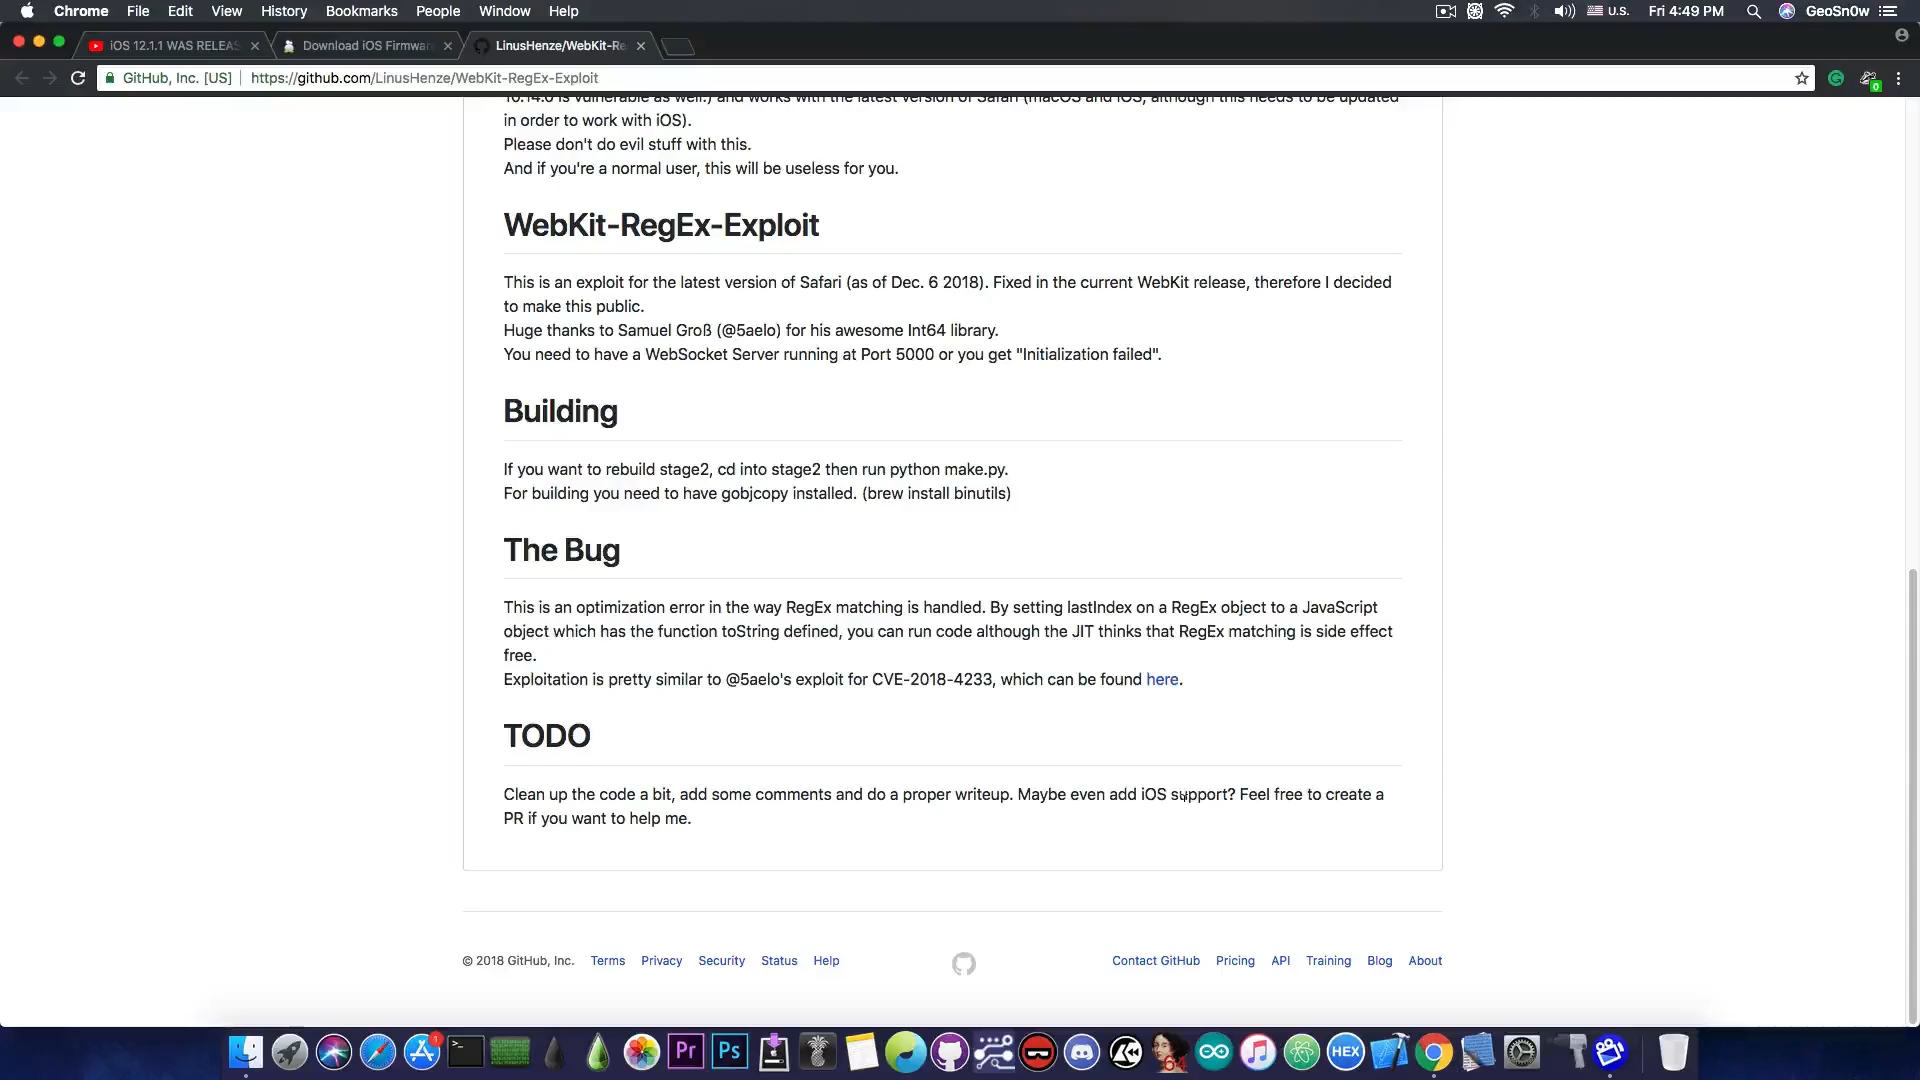 Chrome File Edit View History Bookmarks People Window Help U.S. Fri 4:49 PM GeoSn0w
iOS 12.1.1 WAS RELEAS Download iOS Firmwar LinusHenze/WebKit-Re
GitHub, Inc. [US] https://github.com/LinusHenze/WebKit-RegEx-Exploit
10.14.0 is vulnerable as well.) and works with the latest version of Safari (macOS and iOS, although this needs to be updated
in order to work with iOS).
Please don't do evil stuff with this.
And if you're a normal user, this will be useless for you.
WebKit-RegEx-Exploit
This is an exploit for the latest version of Safari (as of Dec. 6 2018). Fixed in the current WebKit release, therefore I decided
to make this public.
Huge thanks to Samuel Groß (@5aelo) for his awesome Int64 library.
You need to have a WebSocket Server running at Port 5000 or you get "Initialization failed".
Building
If you want to rebuild stage2, cd into stage2 then run python make.py.
For building you need to have gobjcopy installed. (brew install binutils)
The Bug
This is an optimization error in the way RegEx matching is handled. By setting lastIndex on a RegEx object to a JavaScript
object which has the function toString defined, you can run code although the JIT thinks that RegEx matching is side effect
free.
Exploitation is pretty similar to @5aelo's exploit for CVE-2018-4233, which can be found here.
TODO
Clean up the code a bit, add some comments and do a proper writeup. Maybe even add iOS support? Feel free to create a
PR if you want to help me.
© 2018 GitHub, Inc. Terms Privacy Security Status Help Contact GitHub Pricing API Training Blog About
1 Pr Ps 64 HEX